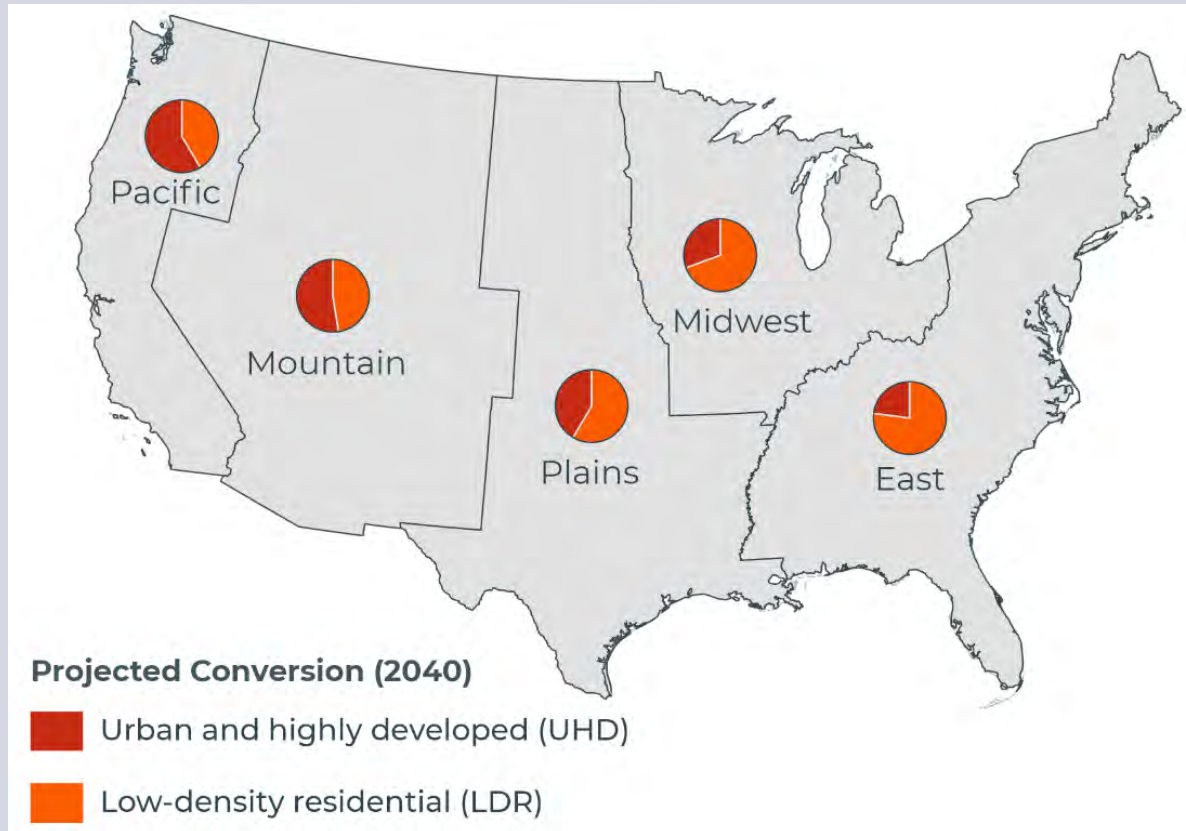 Pacific
Mountain
Midwest
Plains
East
Projected Conversion (2040)
Urban and highly developed (UHD)
Low-density residential (LDR)